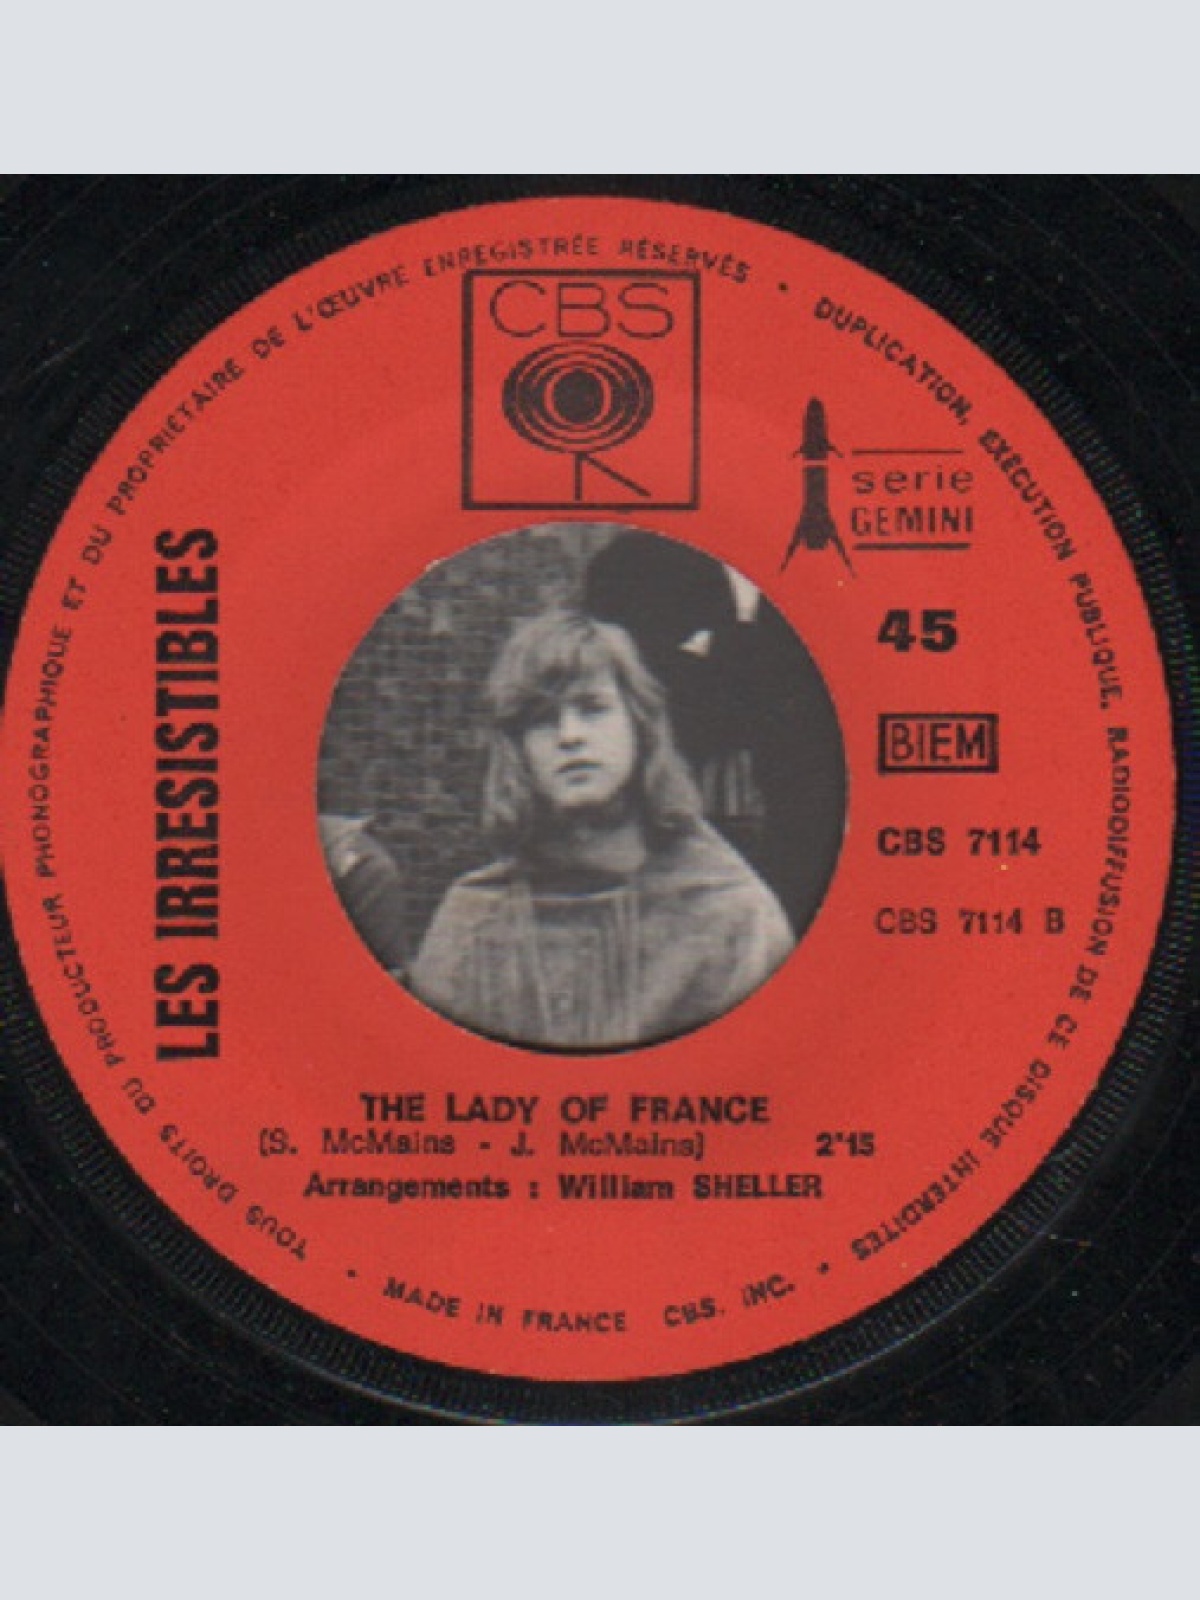 TOUS DROITS DU PRODUCTEUR PHONOGRAPHIQUE ET DU PROPRIETAIRE DE L'ŒUVRE ENREGISTRÉE RÉSERVÉS • DUPLICATION, EXÉCUTION PUBLIQUE, RADIODIFFUSION DE CE DISQUE INTERDITES •
CBS
serie
GEMINI
45
BIEM
CBS 7114
CBS 7114 B
LES IRRESISTIBLES
THE LADY OF FRANCE
(S. McMains - J. McMains) 2'15
Arrangements : William SHELLER
MADE IN FRANCE CBS. INC. •